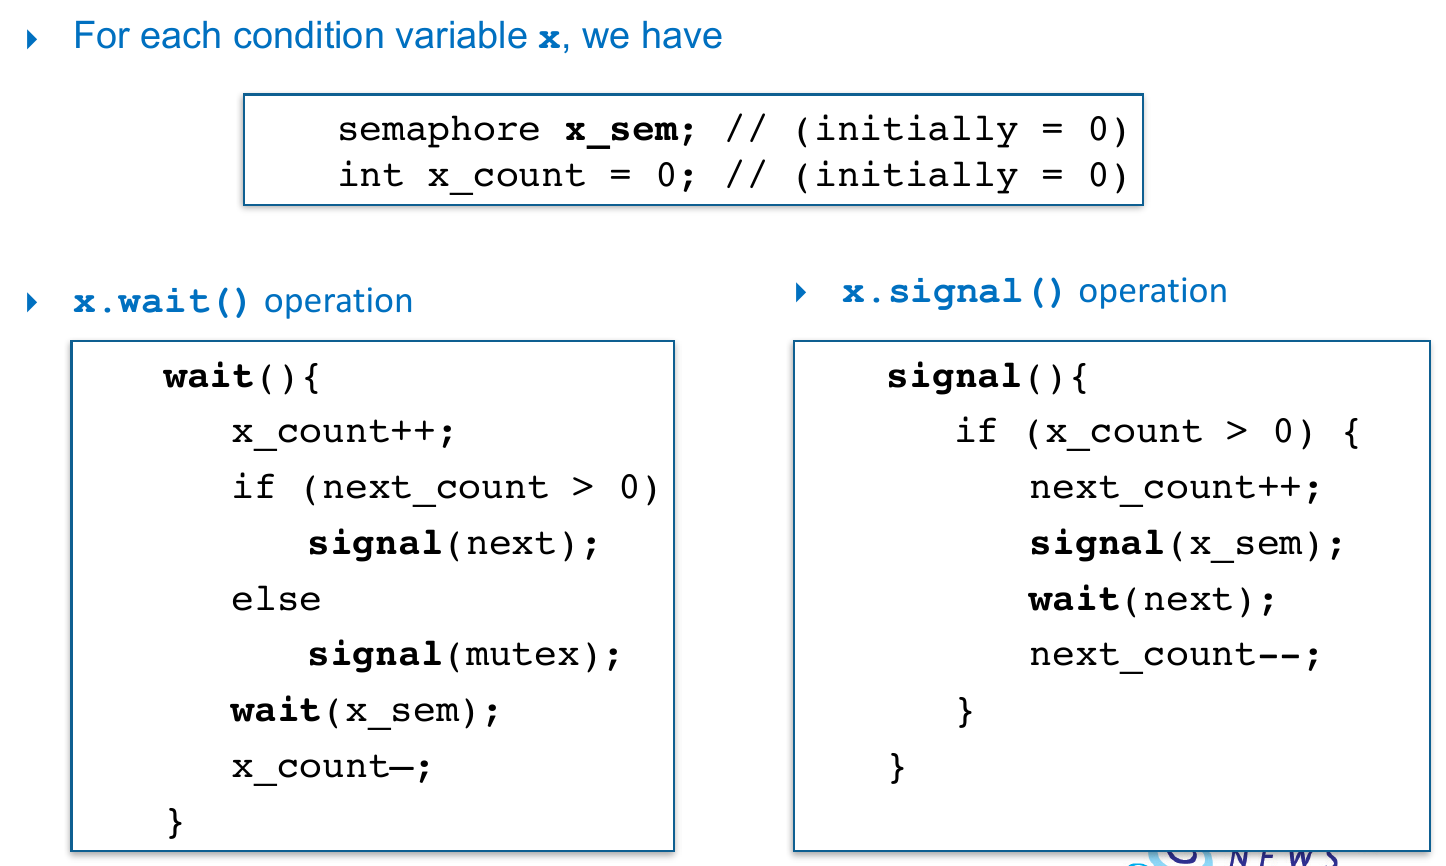 For each condition variable x, we have
semaphore x_sem; // (initially = 0)
int x_count = 0; // (initially = 0)
x.wait() operation
wait(){
x_count++;
if (next_count > 0)
signal(next);
else
signal(mutex);
wait(x_sem);
x_count–;
}
x.signal() operation
signal(){
if (x_count > 0) {
next_count++;
signal(x_sem);
wait(next);
next_count--;
}
}
NEWS